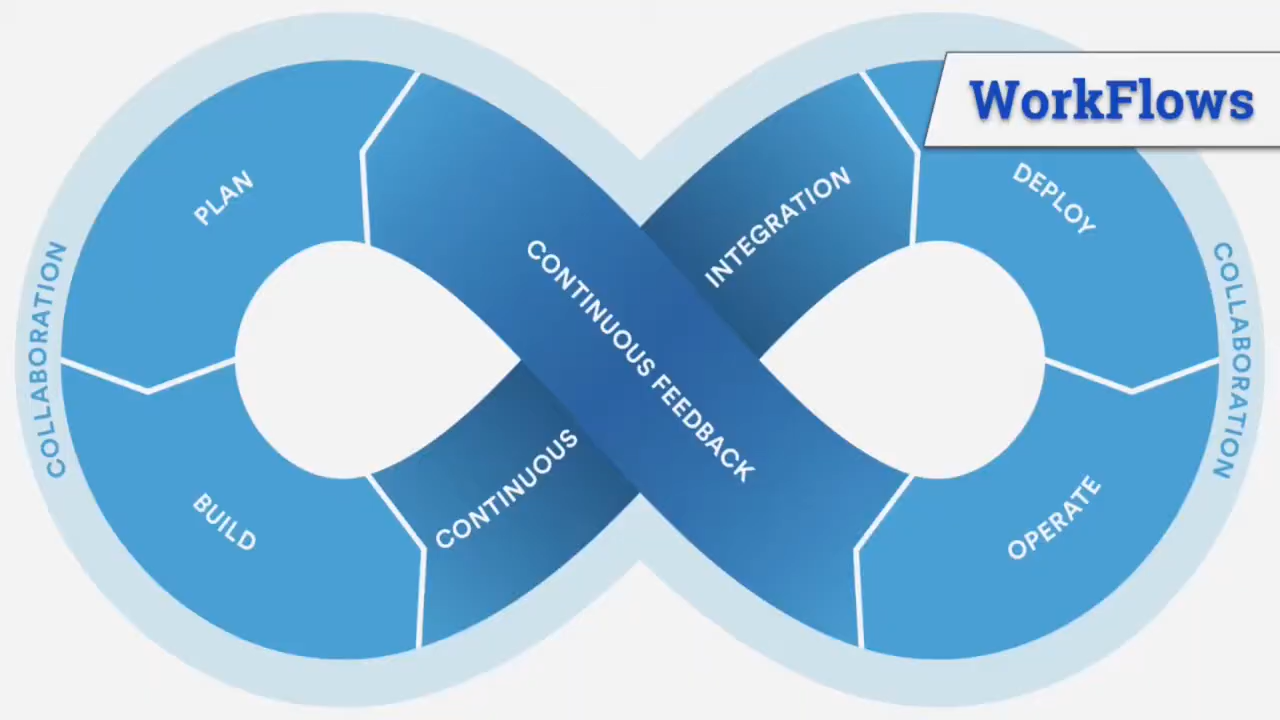 WorkFlows
COLLABORATION
PLAN
BUILD
CONTINUOUS
INTEGRATION
CONTINUOUS FEEDBACK
DEPLOY
OPERATE
COLLABORATION